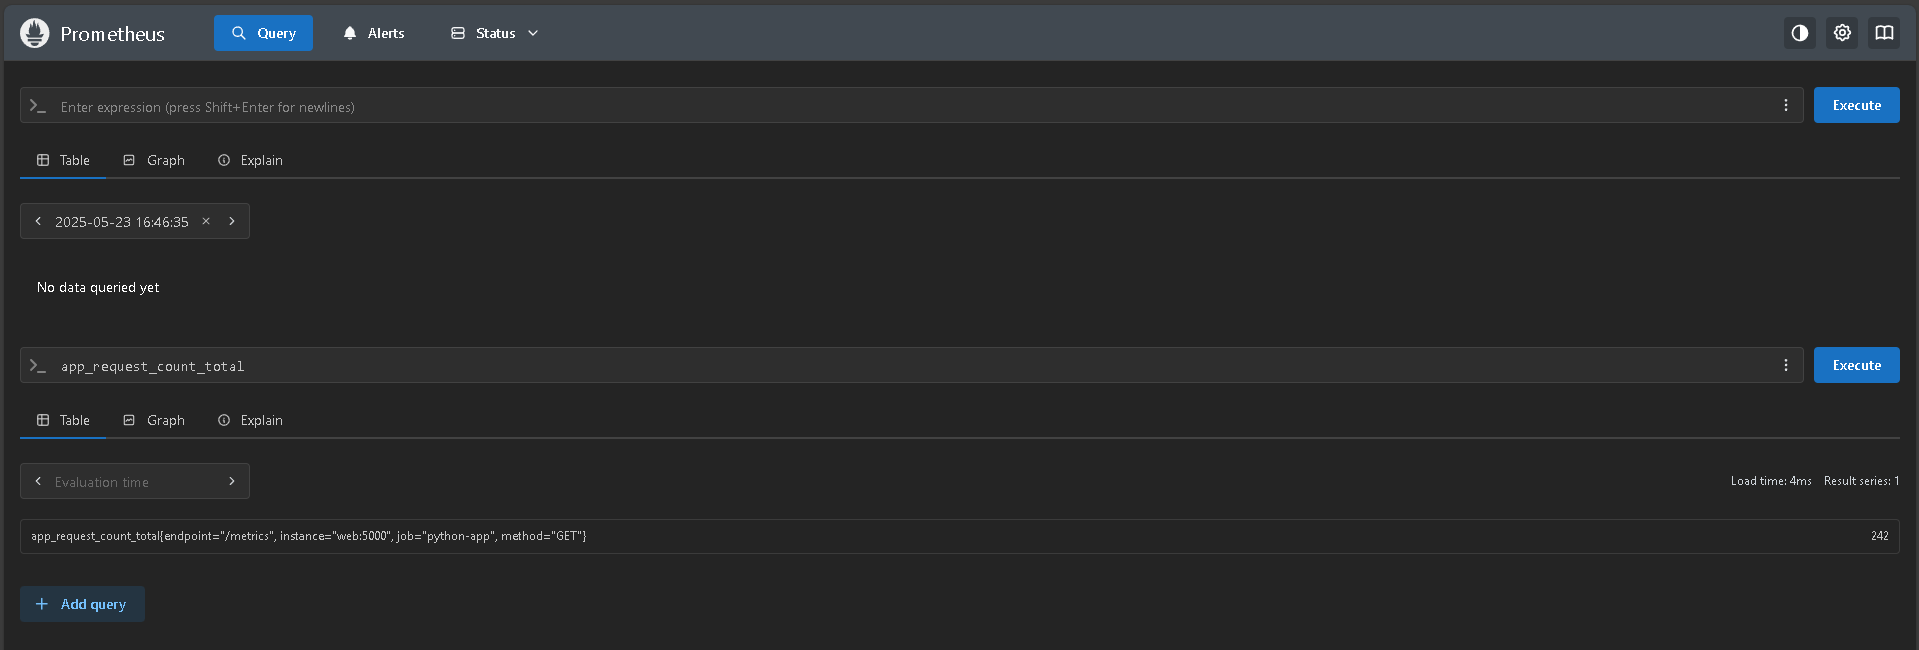 Prometheus Query Alerts Status
Enter expression (press Shift+Enter for newlines) Execute
Table Graph Explain
2025-05-23 16:46:35
No data queried yet
app_request_count_total Execute
Table Graph Explain
Evaluation time Load time: 4ms Result series: 1
app_request_count_total{endpoint="/metrics", instance="web:5000", job="python-app", method="GET"} 242
Add query